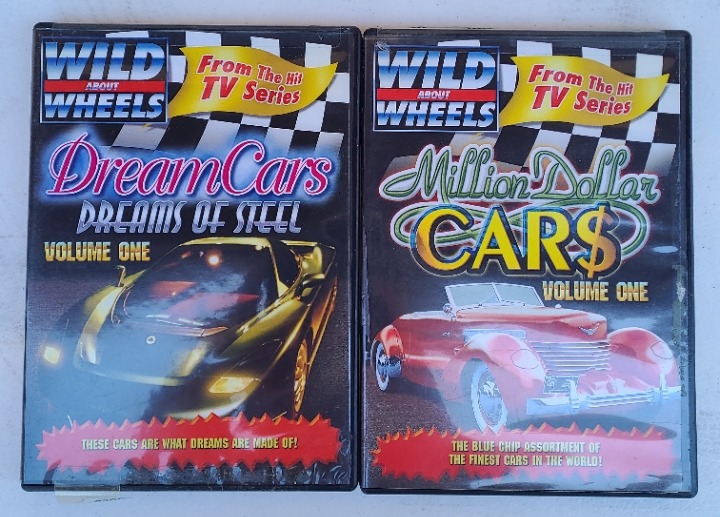 WILD
ABOUT
WHEELS
From The Hit
TV Series
DreamCars
DREAMS OF STEEL
VOLUME ONE
THESE CARS ARE WHAT DREAMS ARE MADE OF!
WILD
ABOUT
WHEELS
From The Hit
TV Series
Million Dollar
CAR$
VOLUME ONE
THE BLUE CHIP ASSORTMENT OF
THE FINEST CARS IN THE WORLD!